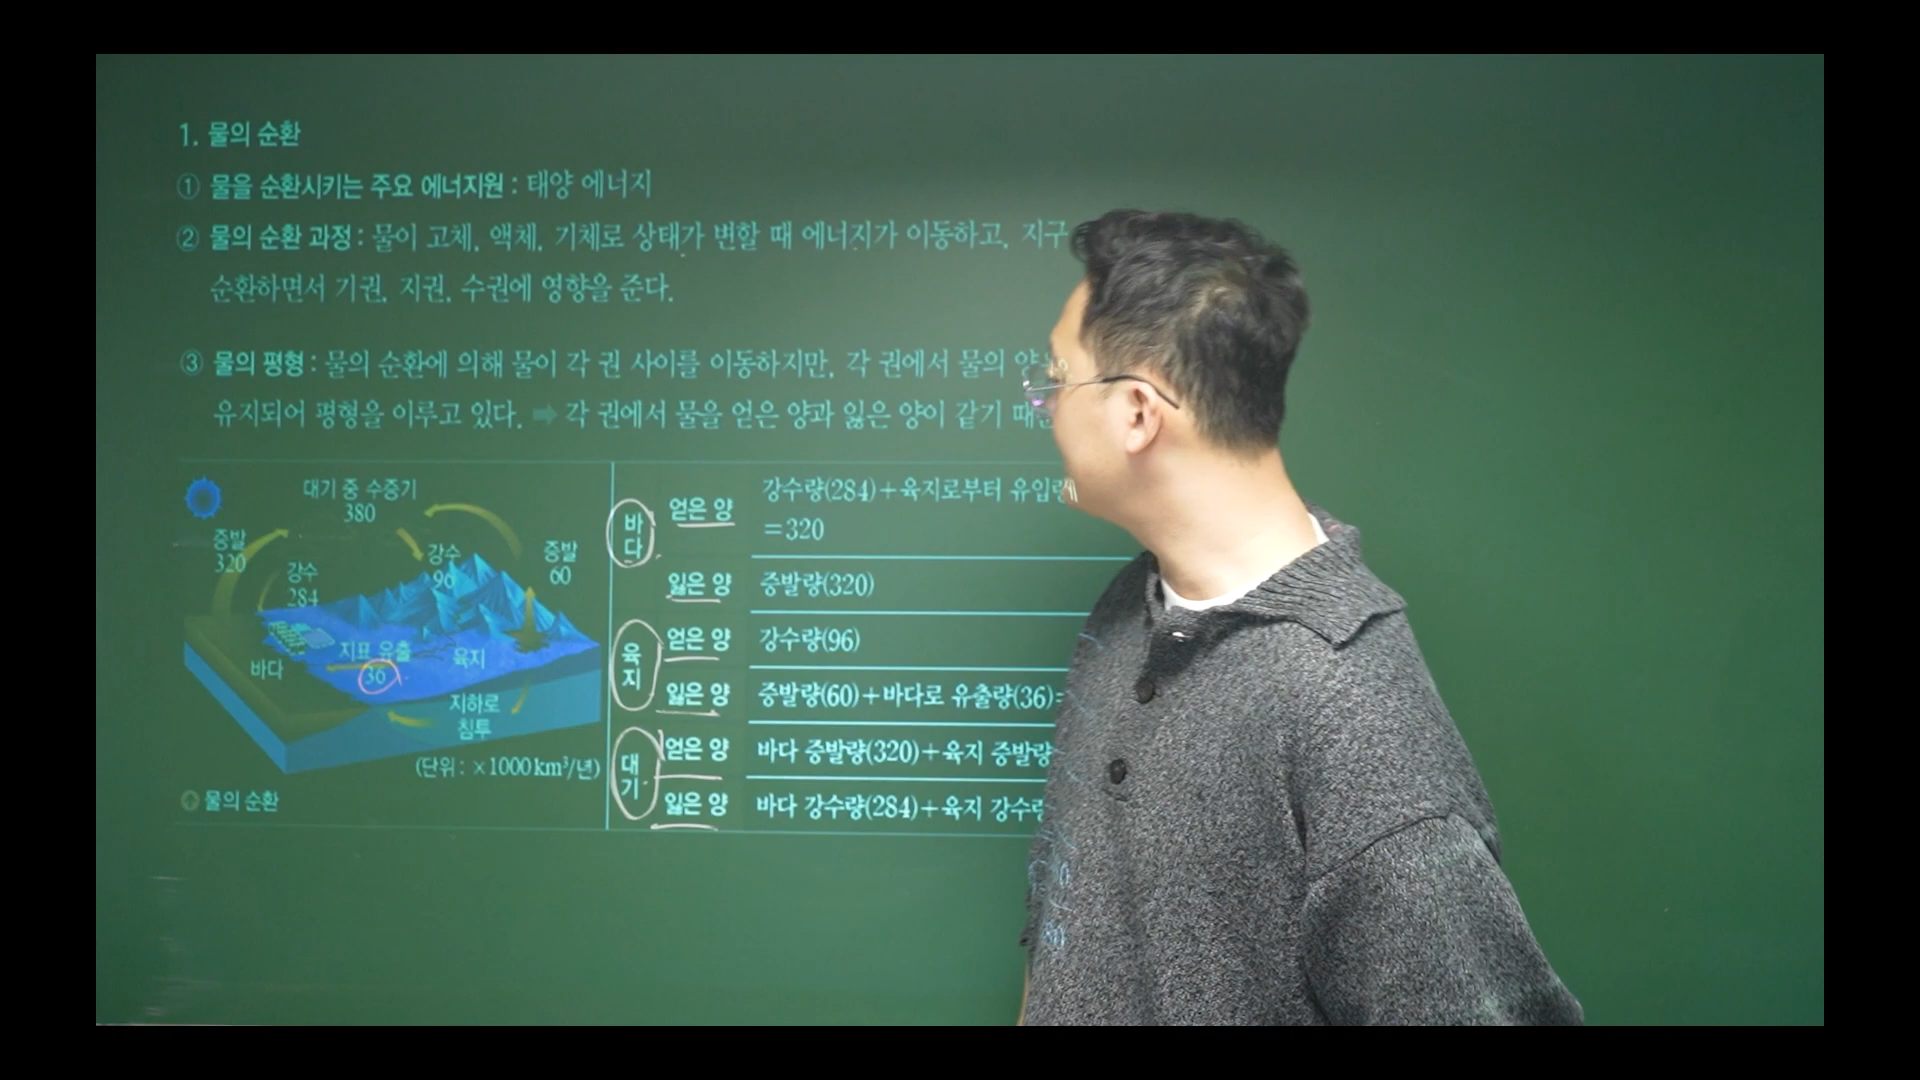 1. 물의 순환
① 물을 순환시키는 주요 에너지원 : 태양 에너지
② 물의 순환 과정 : 물이 고체, 액체, 기체로 상태가 변할 때 에너지가 이동하고, 지구
순환하면서 기권, 지권, 수권에 영향을 준다.
③ 물의 평형 : 물의 순환에 의해 물이 각 권 사이를 이동하지만, 각 권에서 물의 양
유지되어 평형을 이루고 있다. ➡ 각 권에서 물을 얻은 양과 잃은 양이 같기
대기 중 수증기
380
증발
320
강수
284
강수
96
증발
60
바다
지표 유출
36
육지
지하로
침투
(단위 : ×1000km³/년)
물의 순환
바다
얻은 양
강수량(284)+육지로부터 유입량
=320
잃은 양
증발량(320)
육지
얻은 양
강수량(96)
잃은 양
증발량(60)+바다로 유출량(36)=
대기
얻은 양
바다 증발량(320)+육지 증발량
잃은 양
바다 강수량(284)+육지 강수량